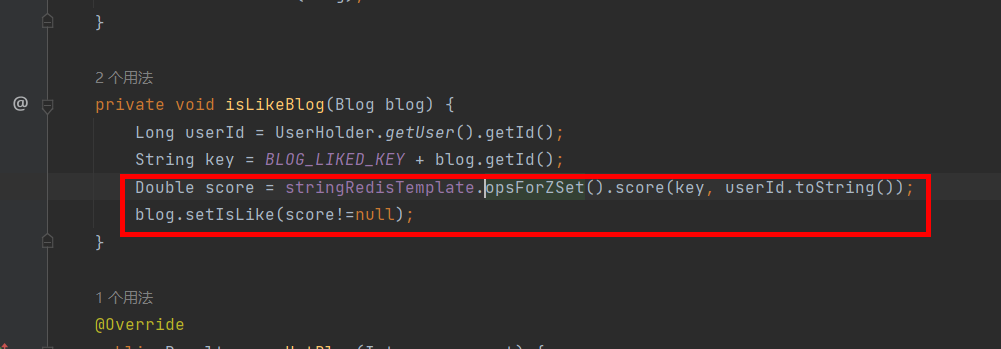 }
2 个用法
@
private void isLikeBlog(Blog blog) {
Long userId = UserHolder.getUser().getId();
String key = BLOG_LIKED_KEY + blog.getId();
Double score = stringRedisTemplate.opsForZSet().score(key, userId.toString());
blog.setIsLike(score!=null);
}
1 个用法
@Override